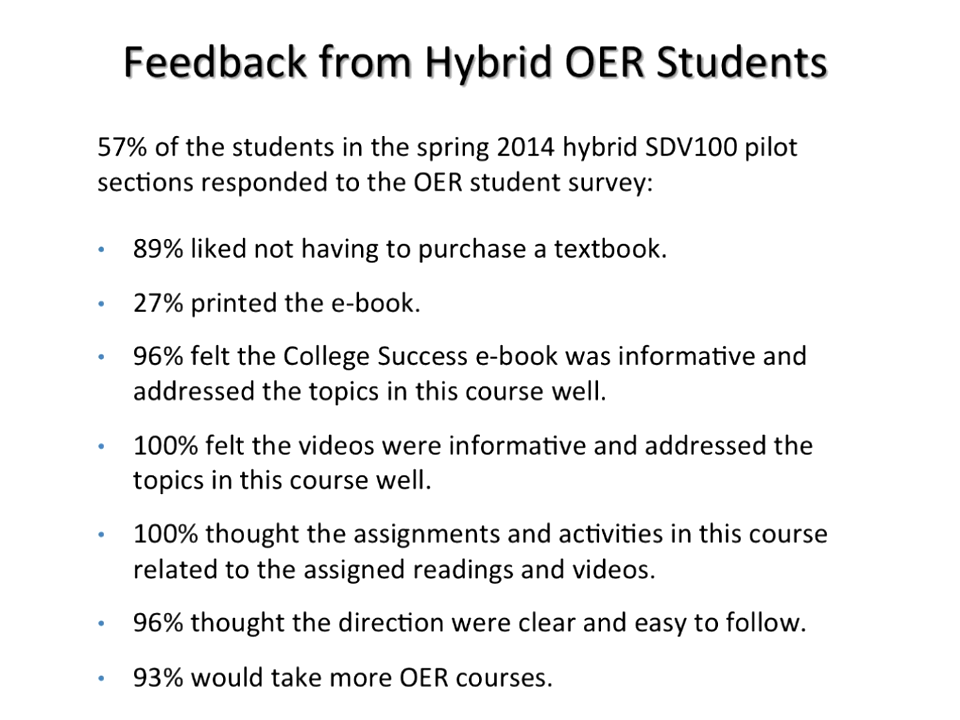 Feedback from Hybrid OER Students
57% of the students in the spring 2014 hybrid SDV100 pilot
sections responded to the OER student survey:
• 89% liked not having to purchase a textbook.
• 27% printed the e-book.
• 96% felt the College Success e-book was informative and
addressed the topics in this course well.
• 100% felt the videos were informative and addressed the
topics in this course well.
• 100% thought the assignments and activities in this course
related to the assigned readings and videos.
• 96% thought the direction were clear and easy to follow.
• 93% would take more OER courses.